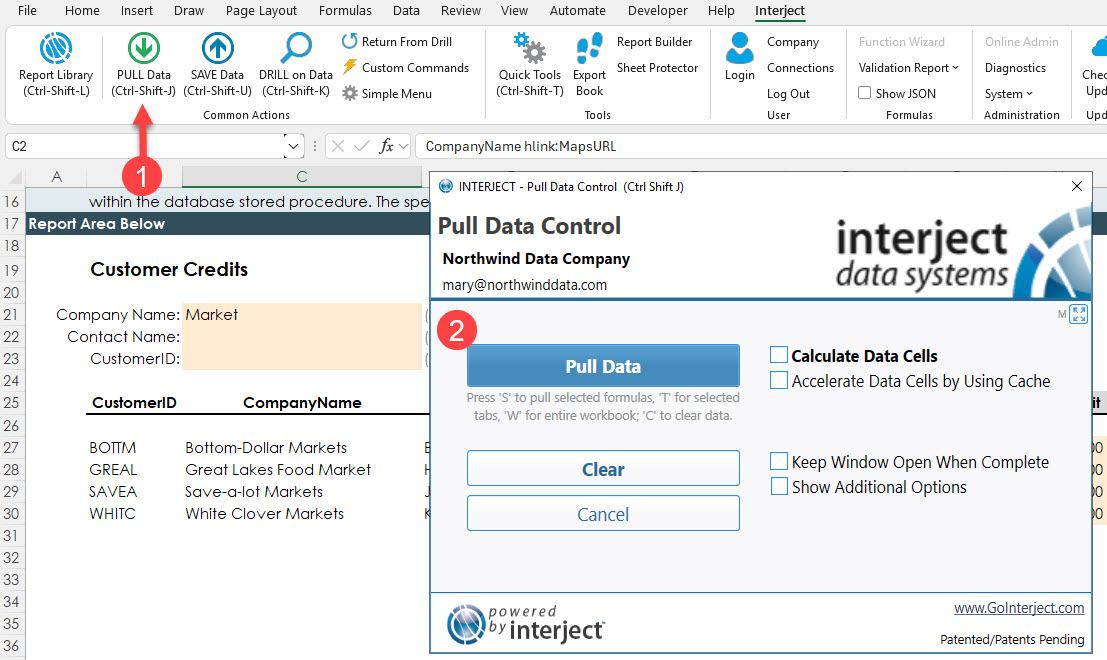 File Home Insert Draw Page Layout Formulas Data Review View Automate Developer Help Interject
Report Library
(Ctrl-Shift-L)
PULL Data
(Ctrl-Shift-J)
SAVE Data
(Ctrl-Shift-U)
DRILL on Data
(Ctrl-Shift-K)
Return From Drill
Custom Commands
Simple Menu
Common Actions
Quick Tools
(Ctrl-Shift-T)
Export
Book
Report Builder
Sheet Protector
Tools
Login
Company
Connections
Log Out
User
Function Wizard
Validation Report
Show JSON
Formulas
Online Admin
Diagnostics
System
Administration
C2
fx
CompanyName hlink:MapsURL
1
A C
16 within the database stored procedure. The spe
17 Report Area Below
18
19 Customer Credits
20
21 Company Name: Market
22 Contact Name:
23 CustomerID:
24
25 CustomerID CompanyName
26
27 BOTTM Bottom-Dollar Markets
28 GREAL Great Lakes Food Market
29 SAVEA Save-a-lot Markets
30 WHITC White Clover Markets
31
32
33
34
35
36
INTERJECT - Pull Data Control (Ctrl Shift J)
Pull Data Control
Northwind Data Company
mary@northwinddata.com
interject
data systems
M
2
Pull Data
Press 'S' to pull selected formulas, 'T' for selected
tabs, 'W' for entire workbook; 'C' to clear data.
Clear
Cancel
Calculate Data Cells
Accelerate Data Cells by Using Cache
Keep Window Open When Complete
Show Additional Options
powered
by interject
www.GoInterject.com
Patented/Patents Pending